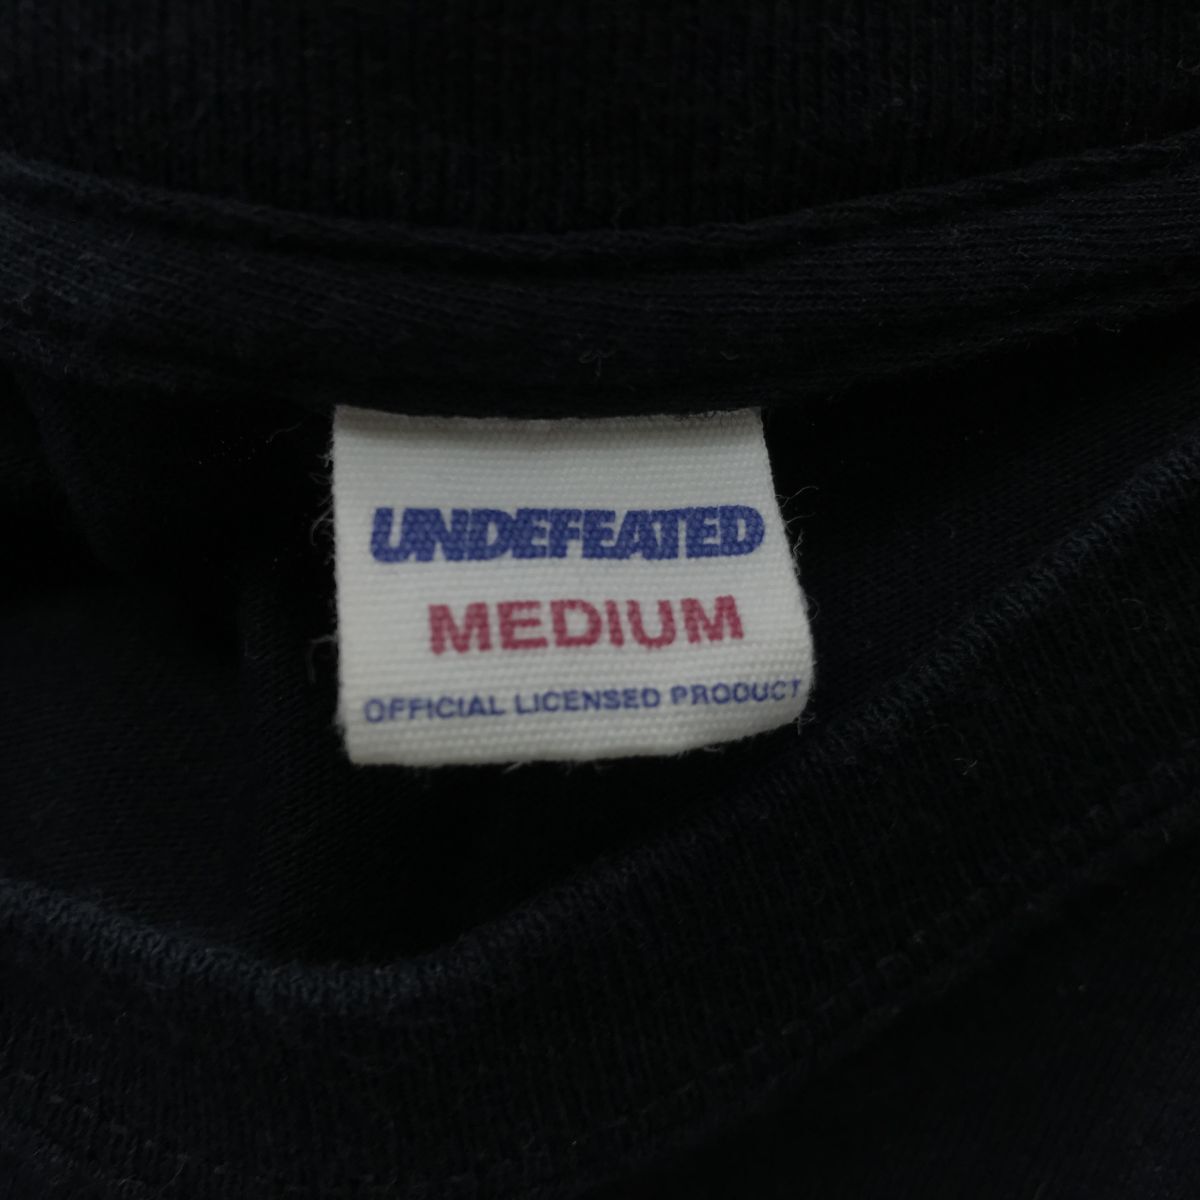 UNDEFEATED
MEDIUM
OFFICIAL LICENSED PRODUCT